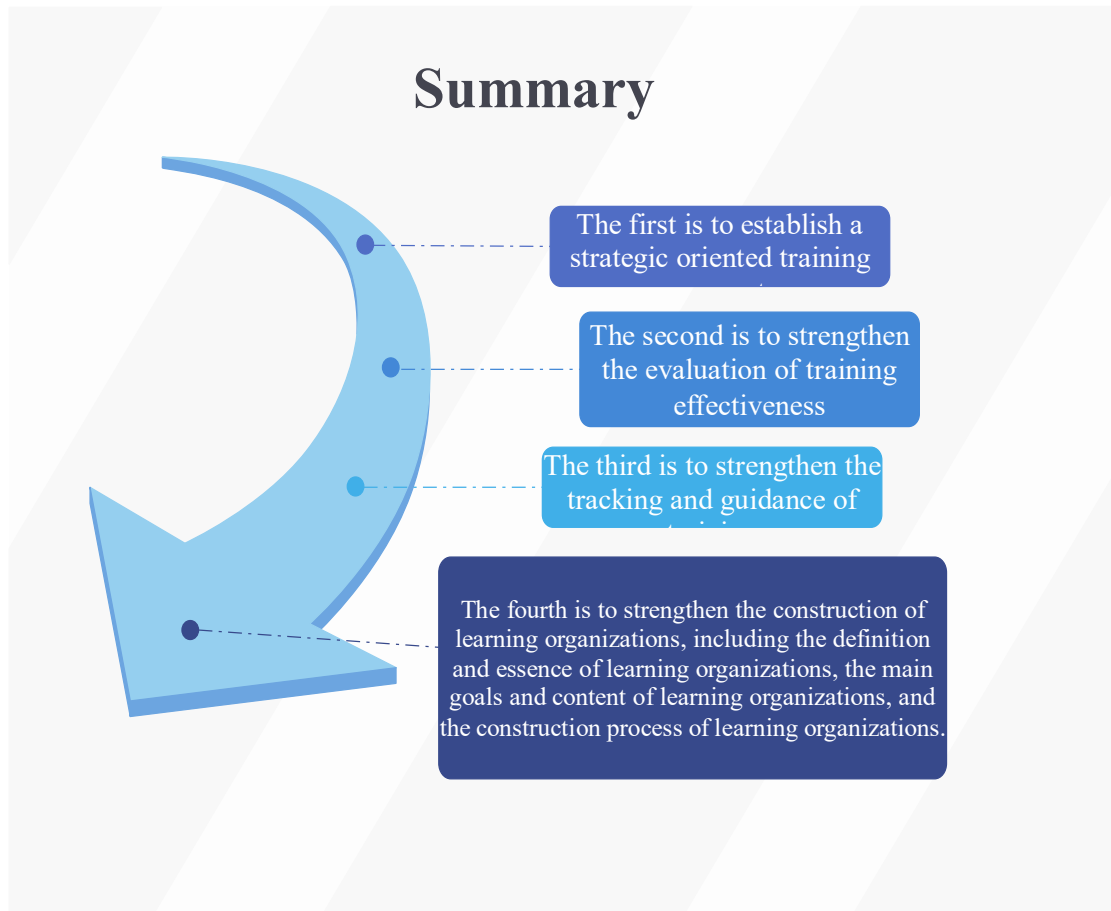 Summary
The first is to establish a
strategic oriented training
The second is to strengthen
the evaluation of training
effectiveness
The third is to strengthen the
tracking and guidance of
The fourth is to strengthen the construction of
learning organizations, including the definition
and essence of learning organizations, the main
goals and content of learning organizations, and
the construction process of learning organizations.